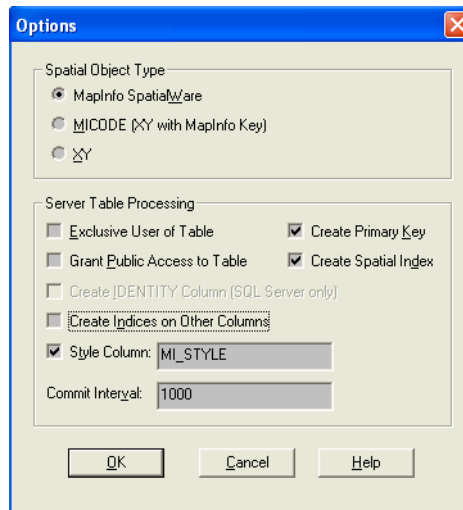 Options
Spatial Object Type
MapInfo SpatialWare
MICODE (XY with MapInfo Key)
XY
Server Table Processing
Exclusive User of Table
Create Primary Key
Grant Public Access to Table
Create Spatial Index
Create IDENTITY Column (SQL Server only)
Create Indices on Other Columns
Style Column: MI_STYLE
Commit Interval: 1000
OK Cancel Help